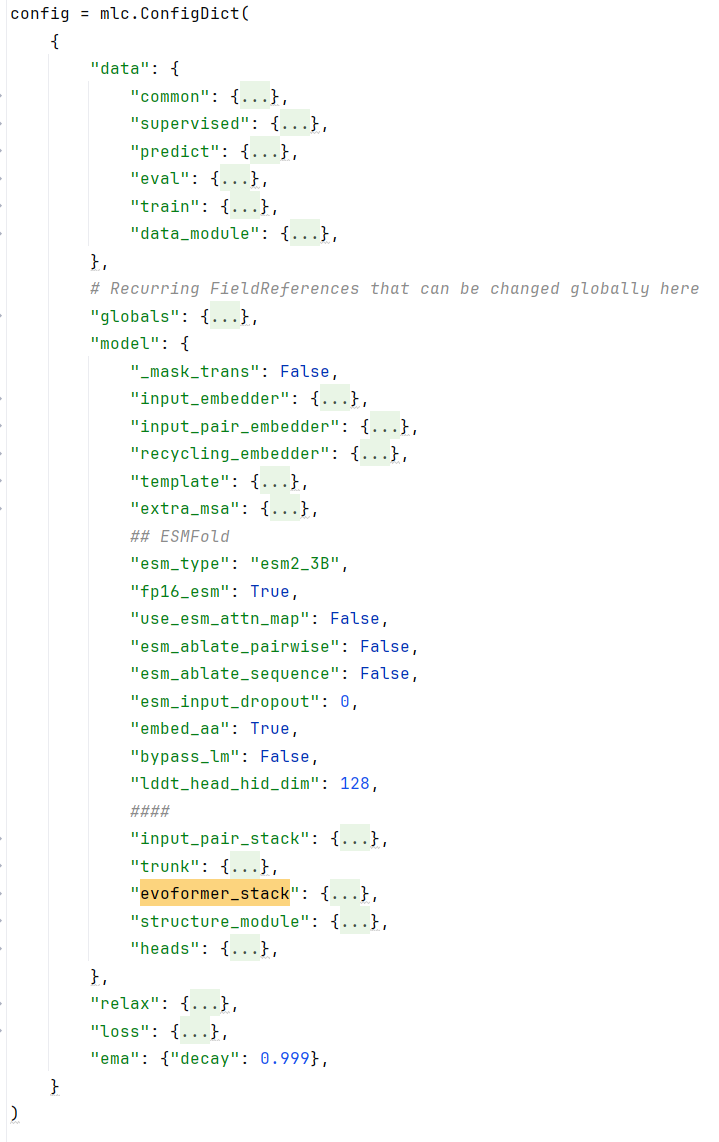 config = mlc.ConfigDict(
    {
        "data": {
            "common": {...},
            "supervised": {...},
            "predict": {...},
            "eval": {...},
            "train": {...},
            "data_module": {...},
        },
        # Recurring FieldReferences that can be changed globally here
        "globals": {...},
        "model": {
            "_mask_trans": False,
            "input_embedder": {...},
            "input_pair_embedder": {...},
            "recycling_embedder": {...},
            "template": {...},
            "extra_msa": {...},
            ## ESMFold
            "esm_type": "esm2_3B",
            "fp16_esm": True,
            "use_esm_attn_map": False,
            "esm_ablate_pairwise": False,
            "esm_ablate_sequence": False,
            "esm_input_dropout": 0,
            "embed_aa": True,
            "bypass_lm": False,
            "lddt_head_hid_dim": 128,
            ####
            "input_pair_stack": {...},
            "trunk": {...},
            "evoformer_stack": {...},
            "structure_module": {...},
            "heads": {...},
        },
        "relax": {...},
        "loss": {...},
        "ema": {"decay": 0.999},
    }
)